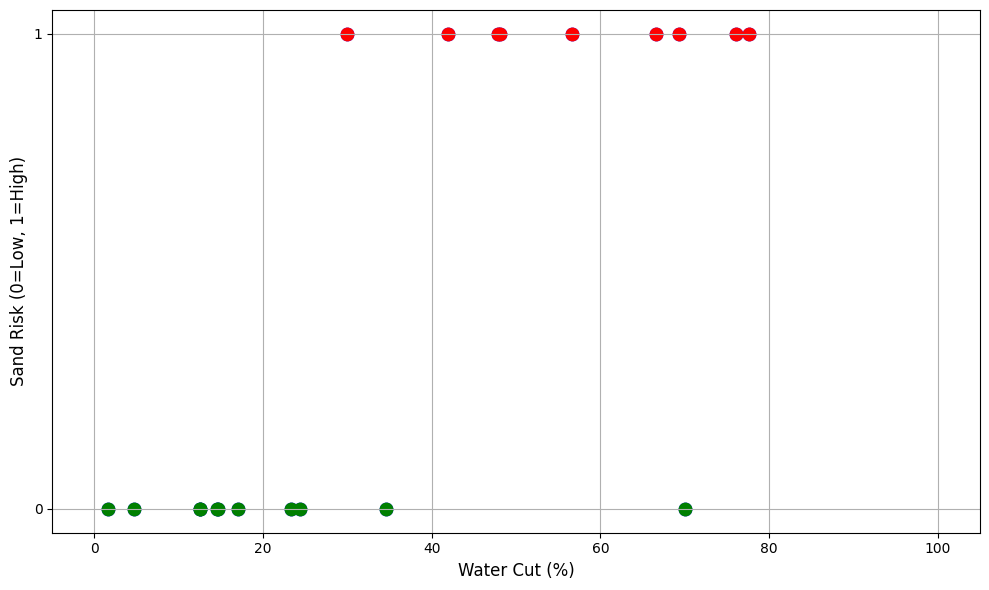 Sand Risk (0=Low, 1=High)
1
0
0 20 40 60 80 100
Water Cut (%)